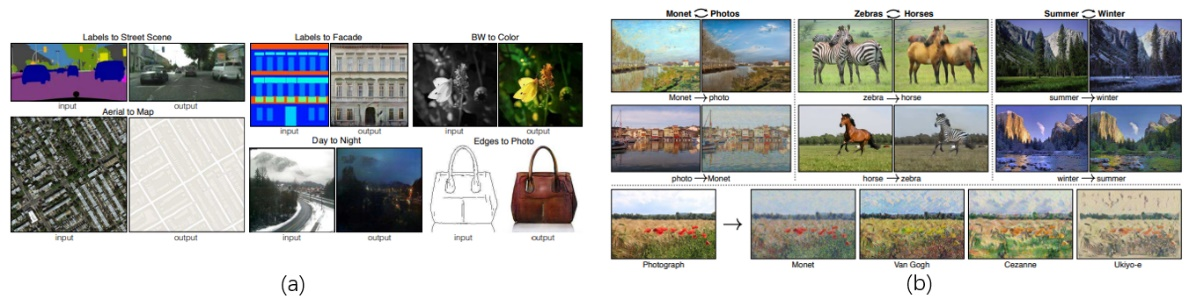 Labels to Street Scene
input
output
Aerial to Map
input
output
Labels to Facade
input
output
BW to Color
input
output
Day to Night
input
output
Edges to Photo
input
output
(a)
Monet Photos
Monet → photo
photo → Monet
Zebras Horses
zebra → horse
horse → zebra
Summer Winter
summer → winter
winter → summer
Photograph
→
Monet
Van Gogh
Cezanne
Ukiyo-e
(b)